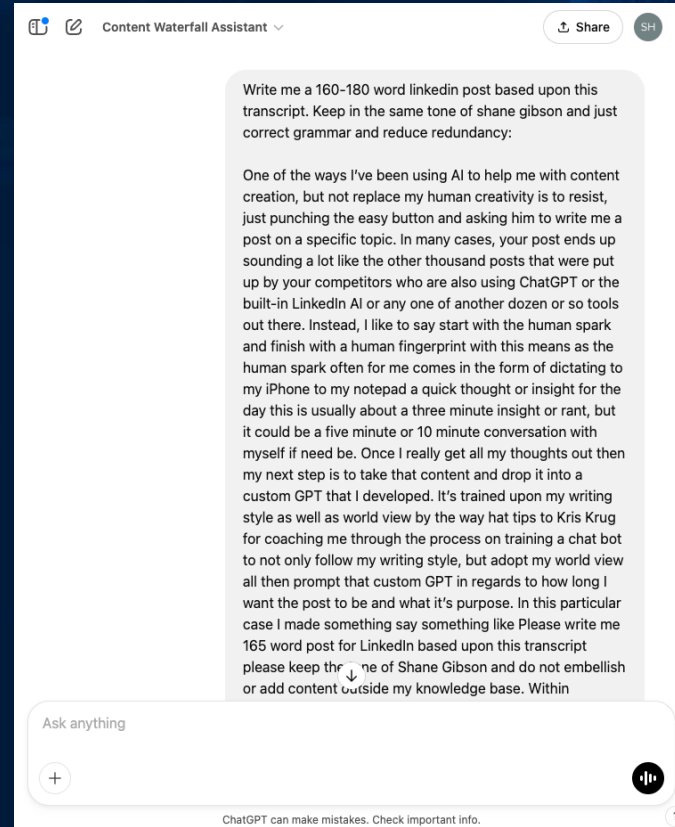 Content Waterfall Assistant
Share
SH
Write me a 160-180 word linkedin post based upon this
transcript. Keep in the same tone of shane gibson and just
correct grammar and reduce redundancy:
One of the ways I've been using AI to help me with content
creation, but not replace my human creativity is to resist,
just punching the easy button and asking him to write me a
post on a specific topic. In many cases, your post ends up
sounding a lot like the other thousand posts that were put
up by your competitors who are also using ChatGPT or the
built-in LinkedIn AI or any one of another dozen or so tools
out there. Instead, I like to say start with the human spark
and finish with a human fingerprint with this means as the
human spark often for me comes in the form of dictating to
my iPhone to my notepad a quick thought or insight for the
day this is usually about a three minute insight or rant, but
it could be a five minute or 10 minute conversation with
myself if need be. Once I really get all my thoughts out then
my next step is to take that content and drop it into a
custom GPT that I developed. It's trained upon my writing
style as well as world view by the way hat tips to Kris Krug
for coaching me through the process on training a chat bot
to not only follow my writing style, but adopt my world view
all then prompt that custom GPT in regards to how long I
want the post to be and what it's purpose. In this particular
case I made something say something like Please write me
165 word post for LinkedIn based upon this transcript
please keep the of Shane Gibson and do not embellish
or add content outside my knowledge base. Within
Ask anything
ChatGPT can make mistakes. Check important info.